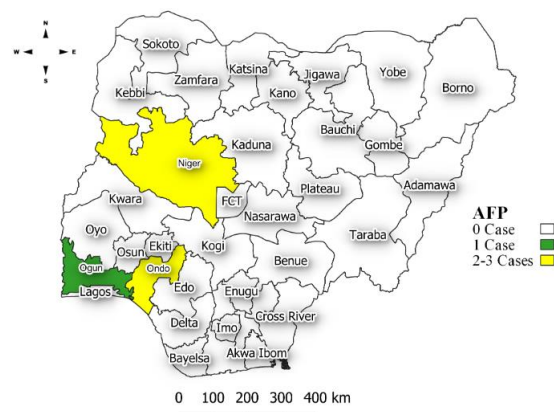 N
W E
S
Sokoto
Katsina
Jigawa
Yobe
Borno
Zamfara
Kebbi
Kano
Bauchi
Gombe
Kaduna
Niger
Adamawa
Plateau
FCT
Kwara
Nasarawa
Taraba
Oyo
Osun
Ekiti
Kogi
Benue
Ogun
Ondo
Lagos
Edo
Enugu
Cross River
Delta
Imo
Bayelsa
Akwa Ibom
AFP
0 Case
1 Case
2-3 Cases
0 100 200 300 400 km